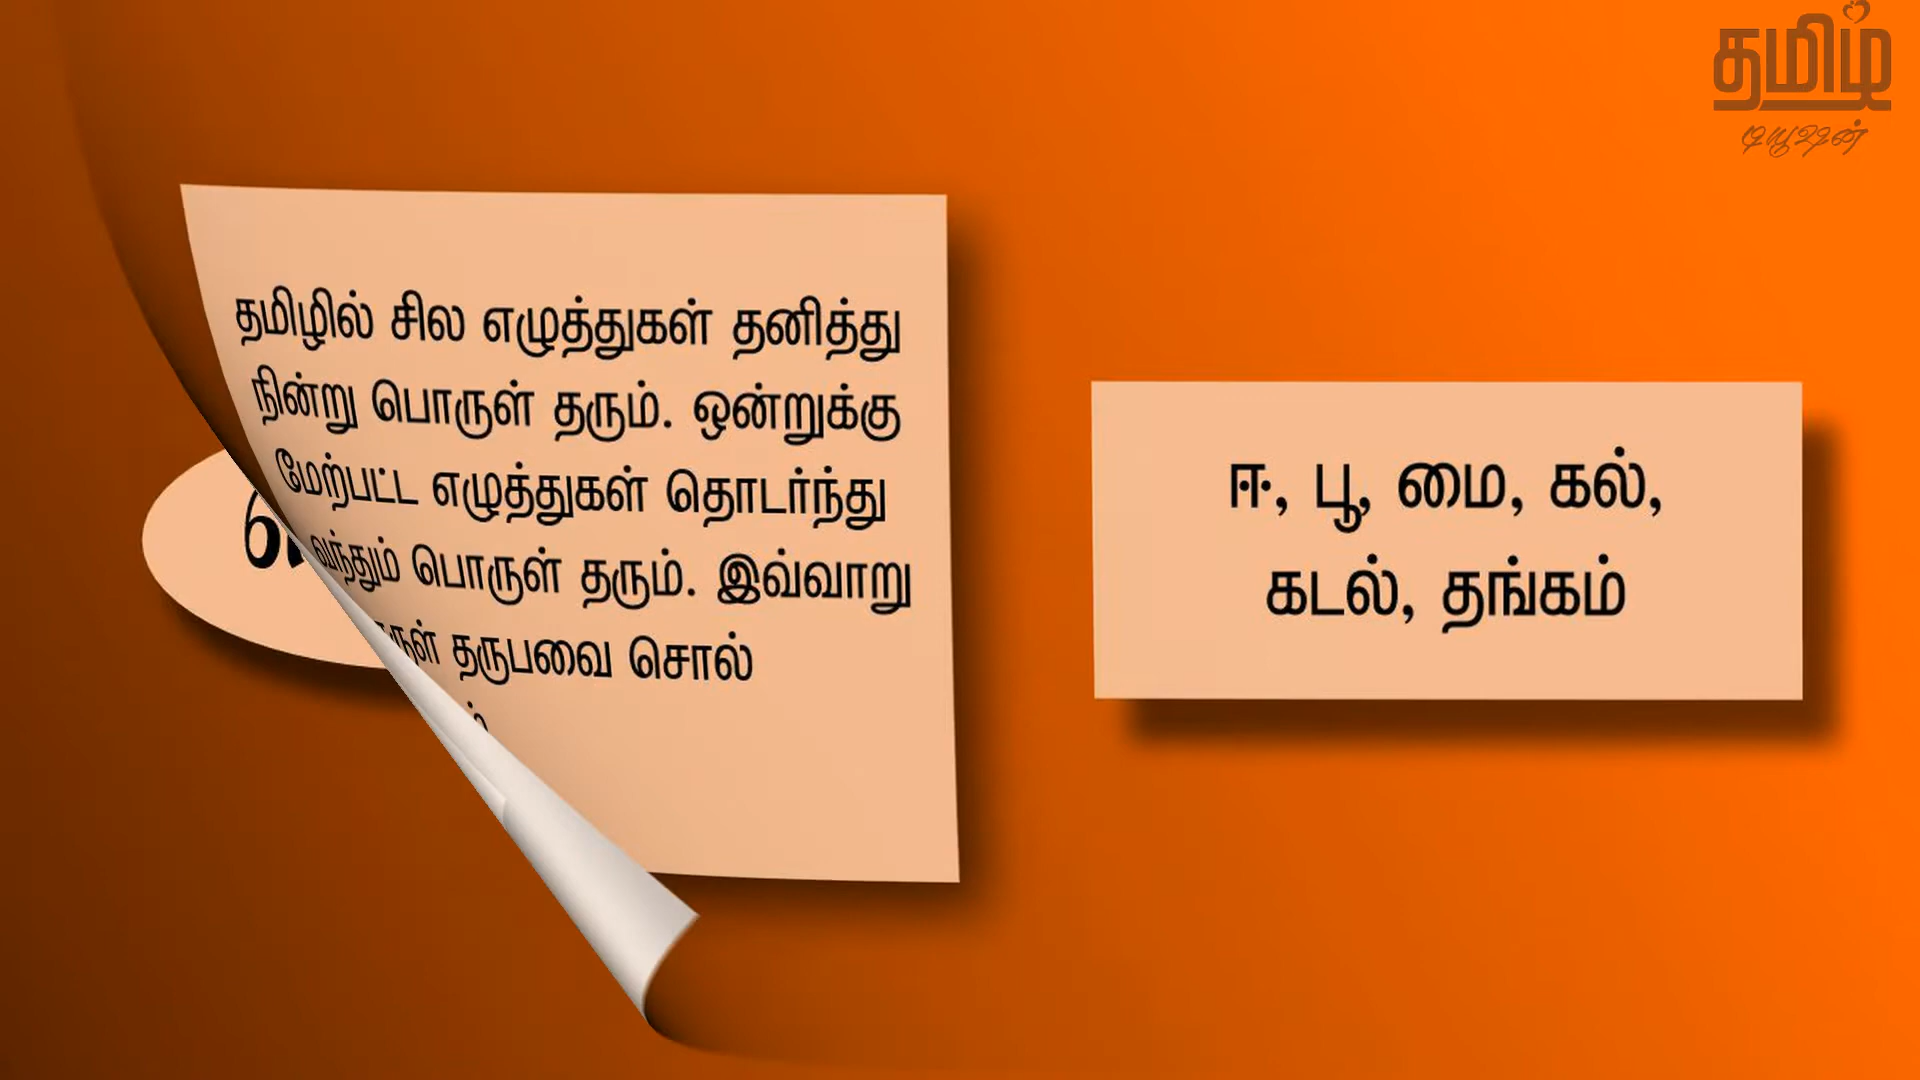 தமிழ்
டியூஷன்
தமிழில் சில எழுத்துகள் தனித்து
நின்று பொருள் தரும். ஒன்றுக்கு
மேற்பட்ட எழுத்துகள் தொடர்ந்து
வந்தும் பொருள் தரும். இவ்வாறு
தருபவை சொல்
ஈ, பூ, மை, கல்,
கடல், தங்கம்